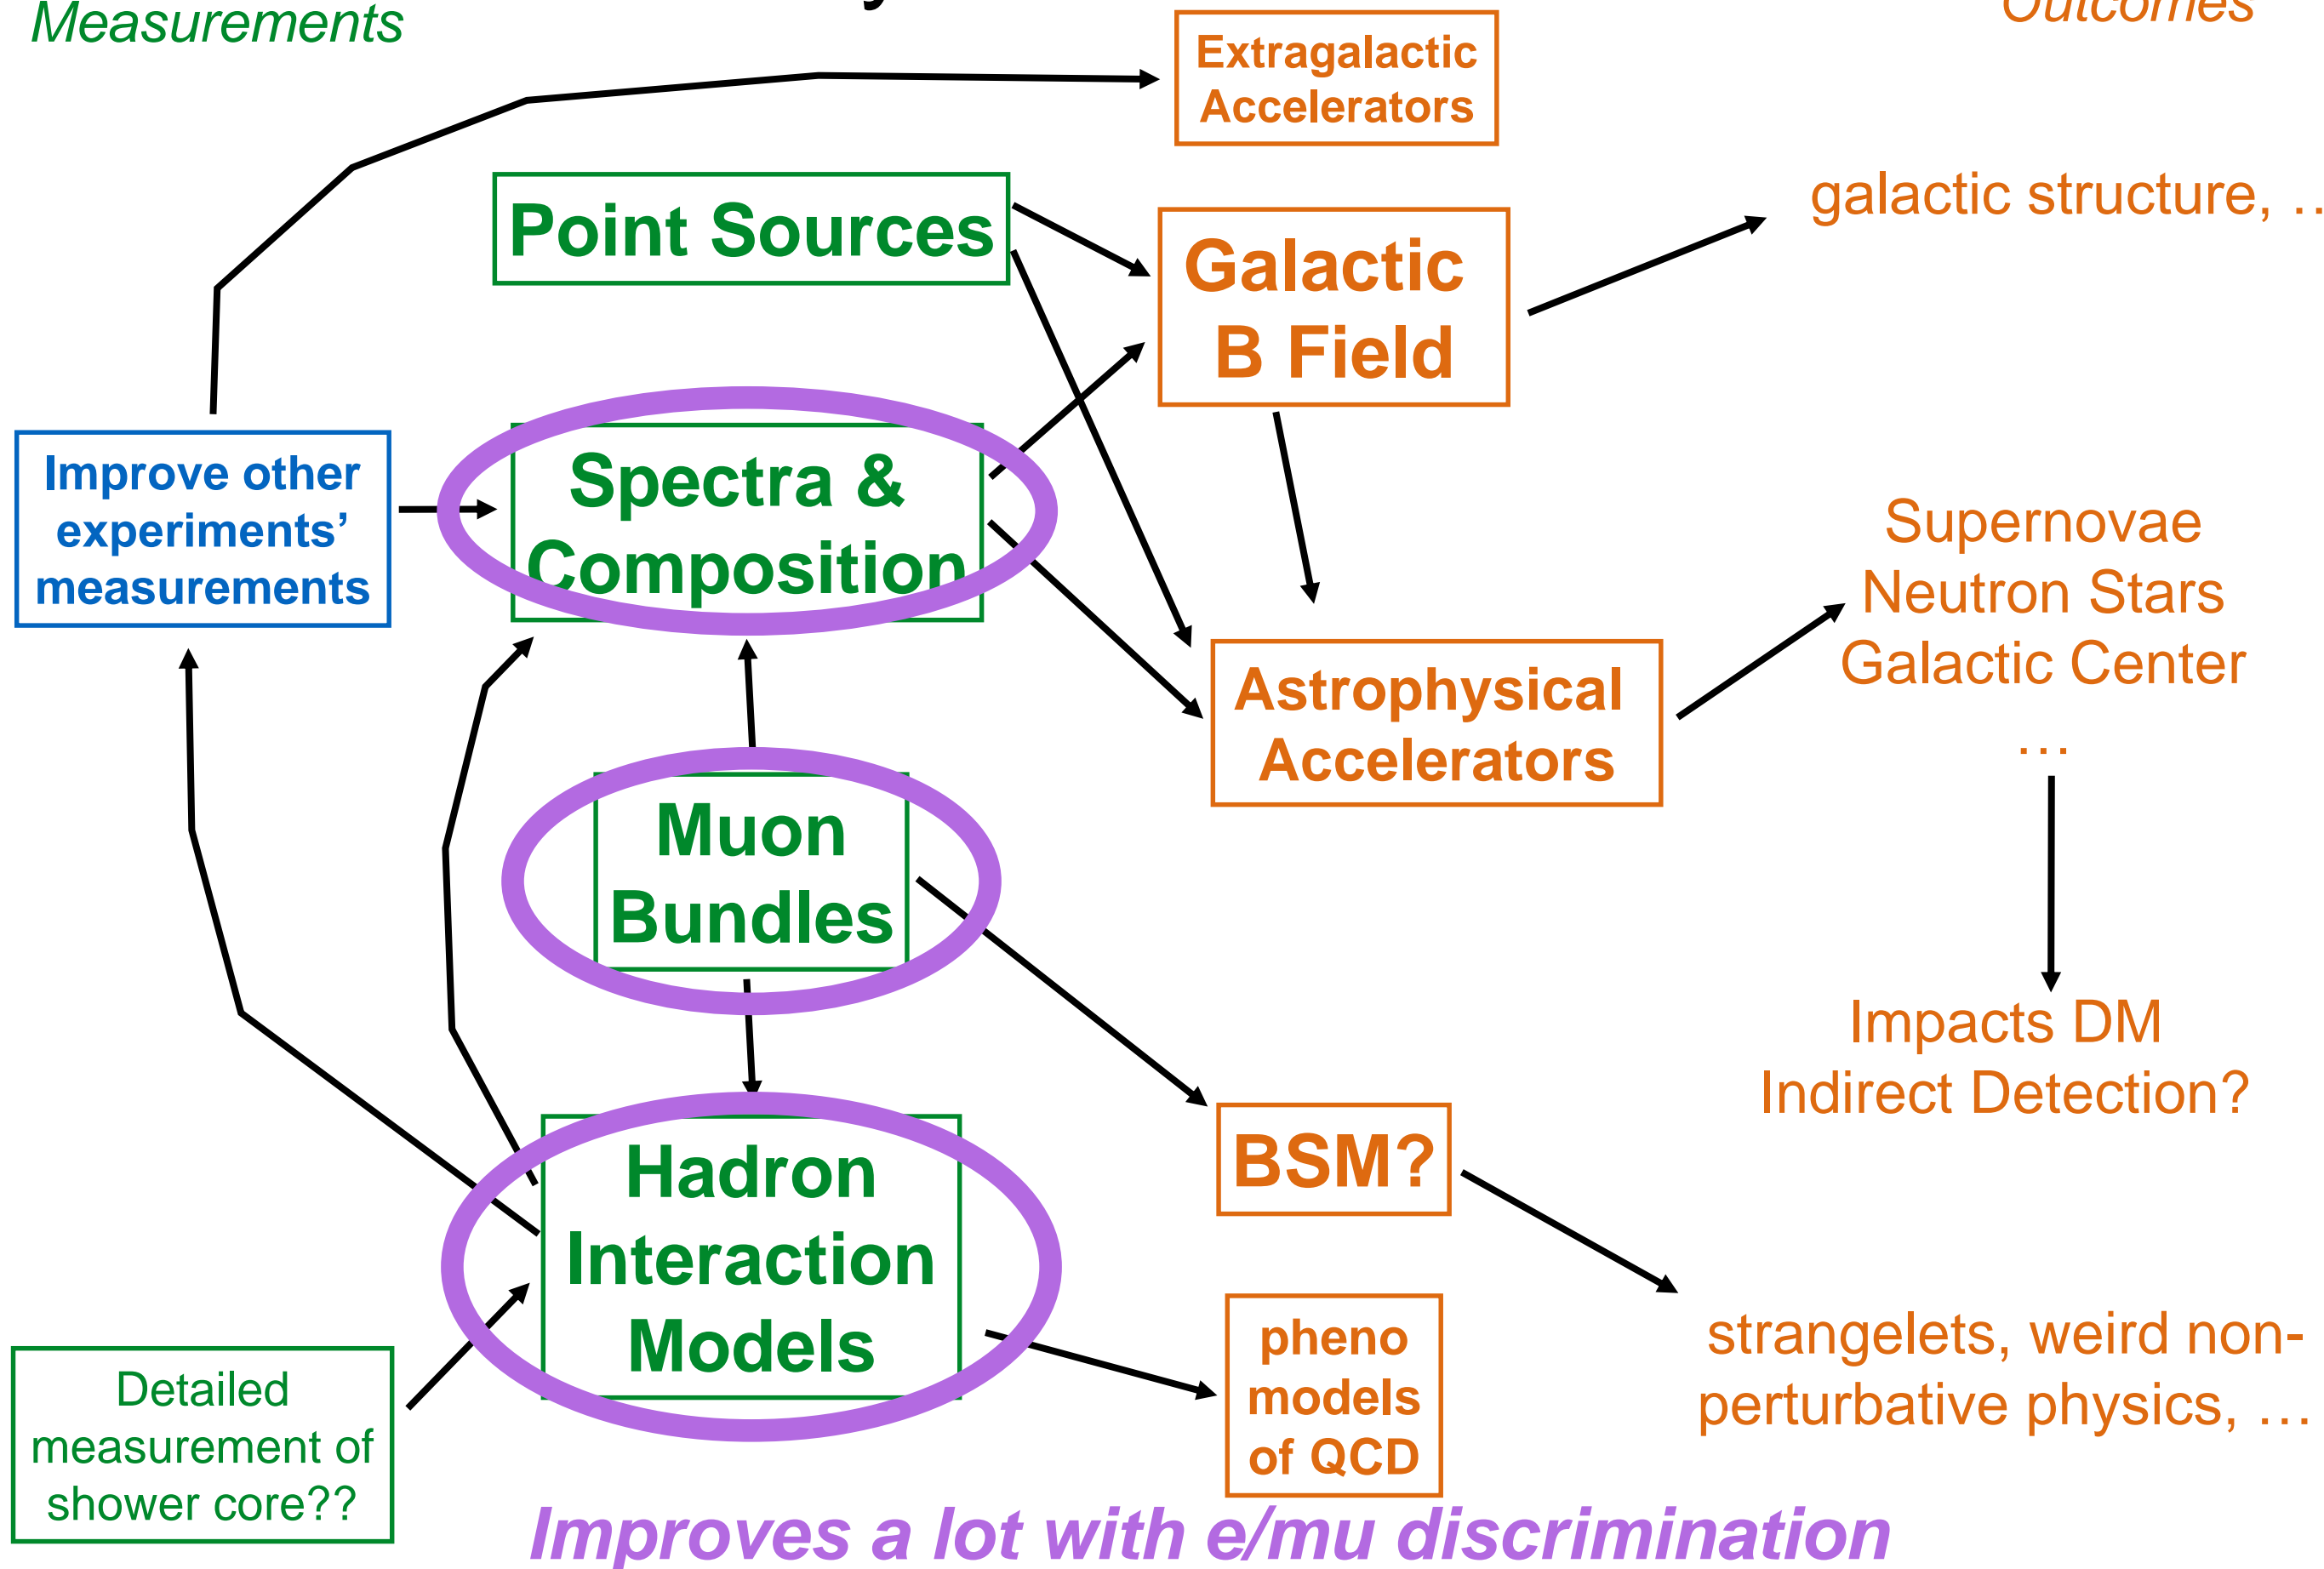 Measurements
Outcomes
Extragalactic
Accelerators
Point Sources
Galactic
B Field
galactic structure, …
Improve other
experiments’
measurements
Spectra &
Composition
Supernovae
Neutron Stars
Galactic Center
…
Astrophysical
Accelerators
Muon
Bundles
Impacts DM
Indirect Detection?
Hadron
Interaction
Models
BSM?
strangelets, weird non-
perturbative physics, …
pheno
models
of QCD
Detailed
measurement of
shower core??
Improves a lot with e/mu discrimination